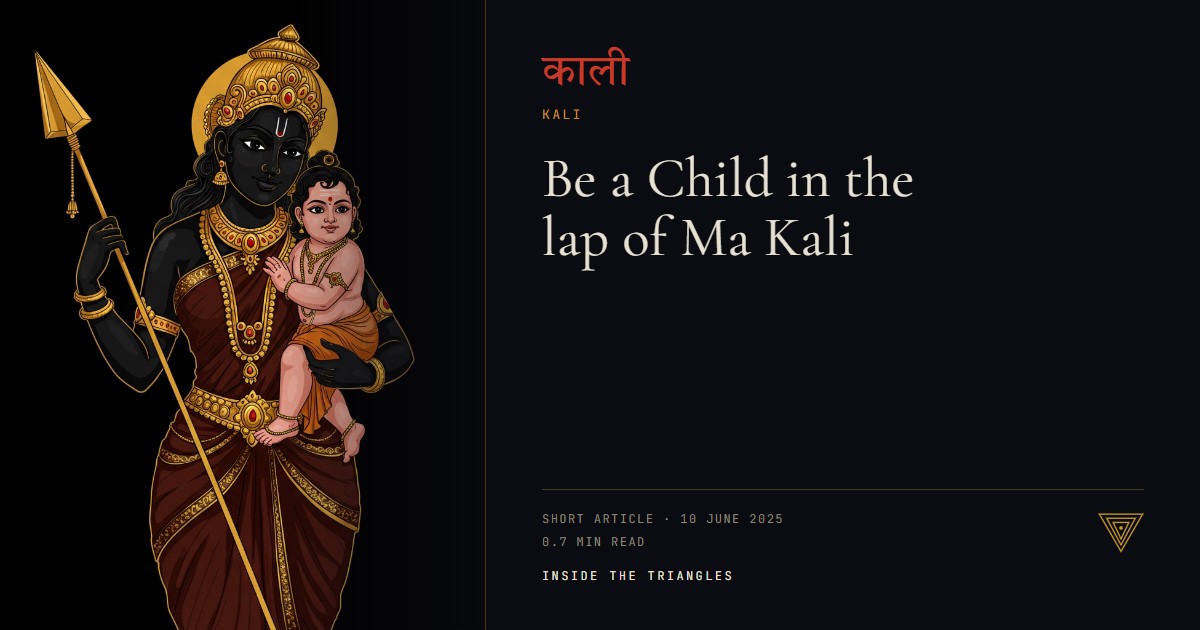 काली
KALI
Be a Child in the
lap of Ma Kali
SHORT ARTICLE · 10 JUNE 2025
0.7 MIN READ
INSIDE THE TRIANGLES